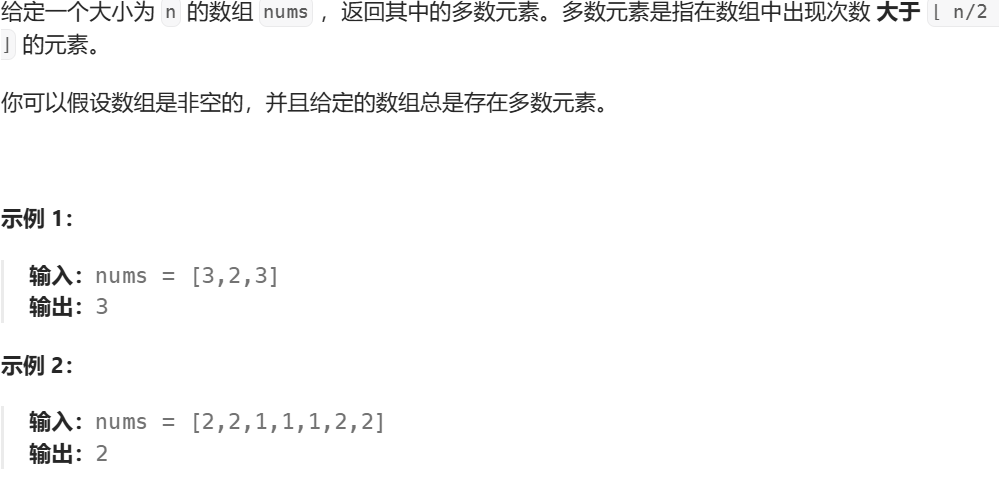 给定一个大小为 n 的数组 nums ，返回其中的多数元素。多数元素是指在数组中出现次数 大于 ⌊ n/2
⌋ 的元素。
你可以假设数组是非空的，并且给定的数组总是存在多数元素。
示例 1：
输入：nums = [3,2,3]
输出：3
示例 2：
输入：nums = [2,2,1,1,1,2,2]
输出：2